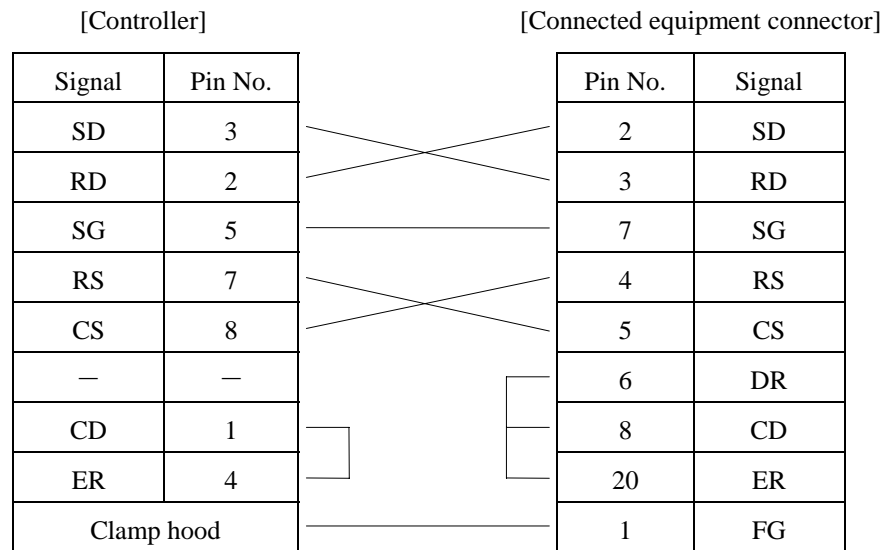 [Controller] [Connected equipment connector]
Signal Pin No. Pin No. Signal
SD 3 2 SD
RD 2 3 RD
SG 5 7 SG
RS 7 4 RS
CS 8 5 CS
－ － 6 DR
CD 1 8 CD
ER 4 20 ER
Clamp hood 1 FG